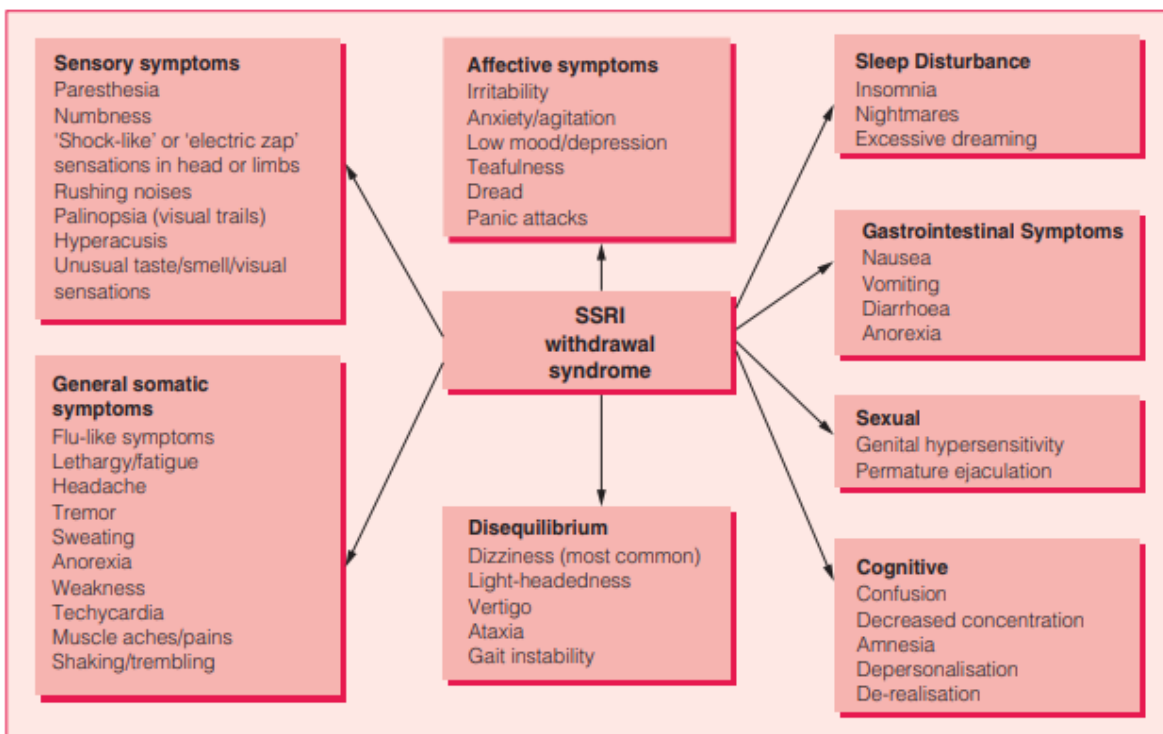 Sensory symptoms
Paresthesia
Numbness
‘Shock-like’ or ‘electric zap’
sensations in head or limbs
Rushing noises
Palinopsia (visual trails)
Hyperacusis
Unusual taste/smell/visual
sensations
General somatic
symptoms
Flu-like symptoms
Lethargy/fatigue
Headache
Tremor
Sweating
Anorexia
Weakness
Techycardia
Muscle aches/pains
Shaking/trembling
Affective symptoms
Irritability
Anxiety/agitation
Low mood/depression
Teafulness
Dread
Panic attacks
SSRI
withdrawal
syndrome
Disequilibrium
Dizziness (most common)
Light-headedness
Vertigo
Ataxia
Gait instability
Sleep Disturbance
Insomnia
Nightmares
Excessive dreaming
Gastrointestinal Symptoms
Nausea
Vomiting
Diarrhoea
Anorexia
Sexual
Genital hypersensitivity
Permature ejaculation
Cognitive
Confusion
Decreased concentration
Amnesia
Depersonalisation
De-realisation